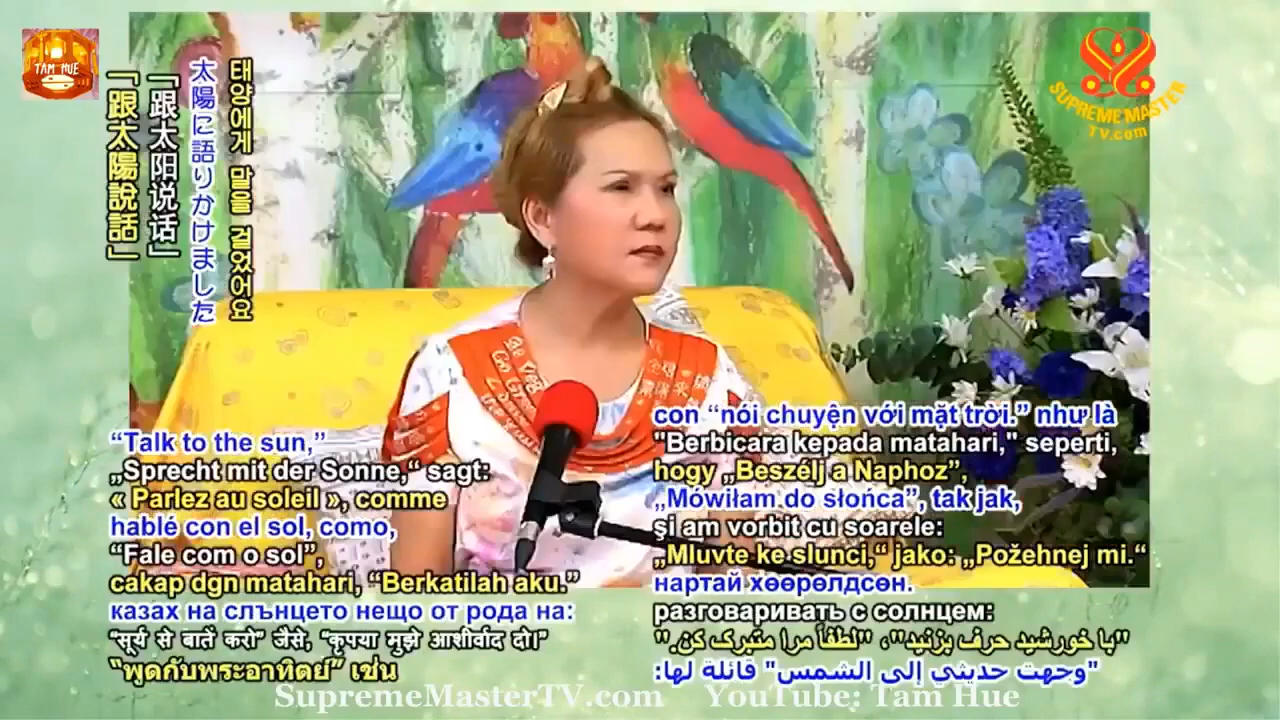 TAM HUE
SUPREME MASTER
TV.com
태양에게 말을 걸었어요
太陽に語りかけました
「跟太阳说话」
「跟太陽說話」
“Talk to the sun,”
„Sprecht mit der Sonne,“ sagt:
« Parlez au soleil », comme
hablé con el sol, como,
“Fale com o sol”,
cakap dgn matahari, “Berkatilah aku.”
казах на слънцето нещо от рода на:
“सूर्य से बातें करो” जैसे, “कृपया मुझे आशीर्वाद दो।”
“พูดกับพระอาทิตย์” เช่น
con “nói chuyện với mặt trời.” như là
"Berbicara kepada matahari," seperti,
hogy „Beszélj a Naphoz”,
„Mówiłam do słońca”, tak jak,
şi am vorbit cu soarele:
„Mluvte ke slunci,“ jako: „Požehnej mi.“
нартай хөөрөлдсөн.
разговаривать с солнцем:
"با خورشید حرف بزنید"، "لطفاً مرا متبرک کن."
"وجهت حديثي إلى الشمس" قائلة لها:
SupremeMasterTV.com YouTube: Tam Hue